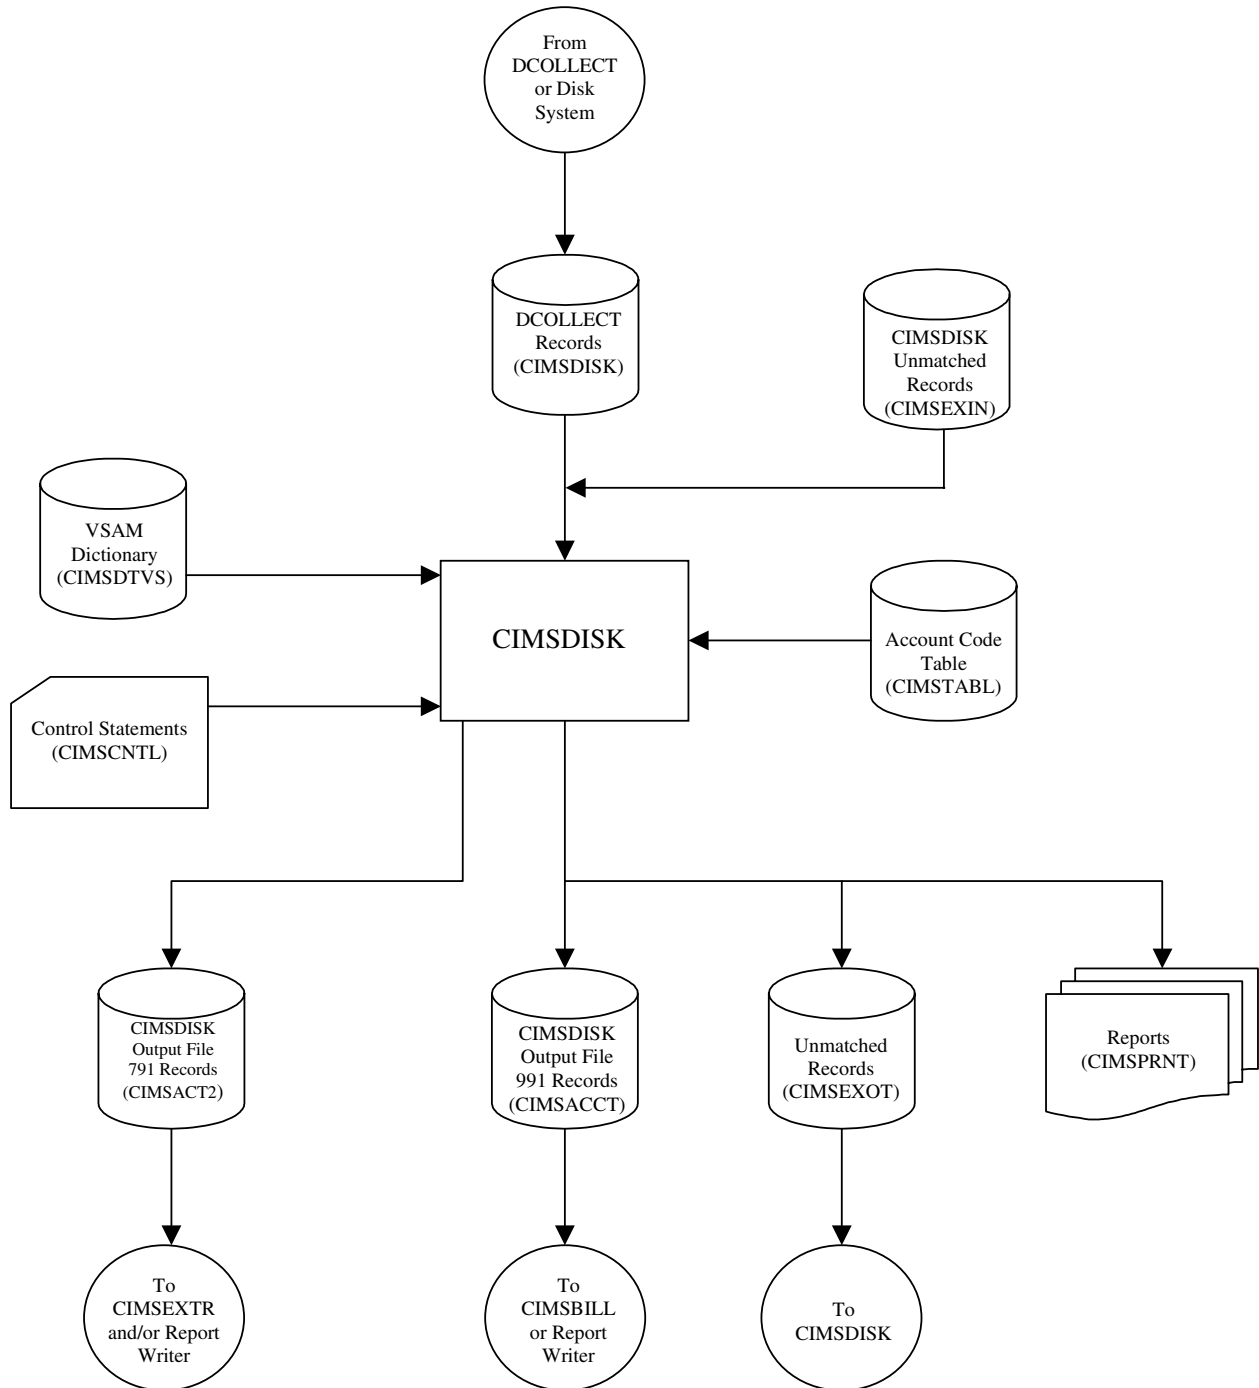 From
DCOLLECT
or Disk
System
DCOLLECT
Records
(CIMSDISK)
CIMSDISK
Unmatched
Records
(CIMSEXIN)
VSAM
Dictionary
(CIMSDTVS)
CIMSDISK
Account Code
Table
(CIMSTABL)
Control Statements
(CIMSCNTL)
CIMSDISK
Output File
791 Records
(CIMSACT2)
CIMSDISK
Output File
991 Records
(CIMSACCT)
Unmatched
Records
(CIMSEXOT)
Reports
(CIMSPRNT)
To
CIMSEXTR
and/or Report
Writer
To
CIMSBILL
or Report
Writer
To
CIMSDISK